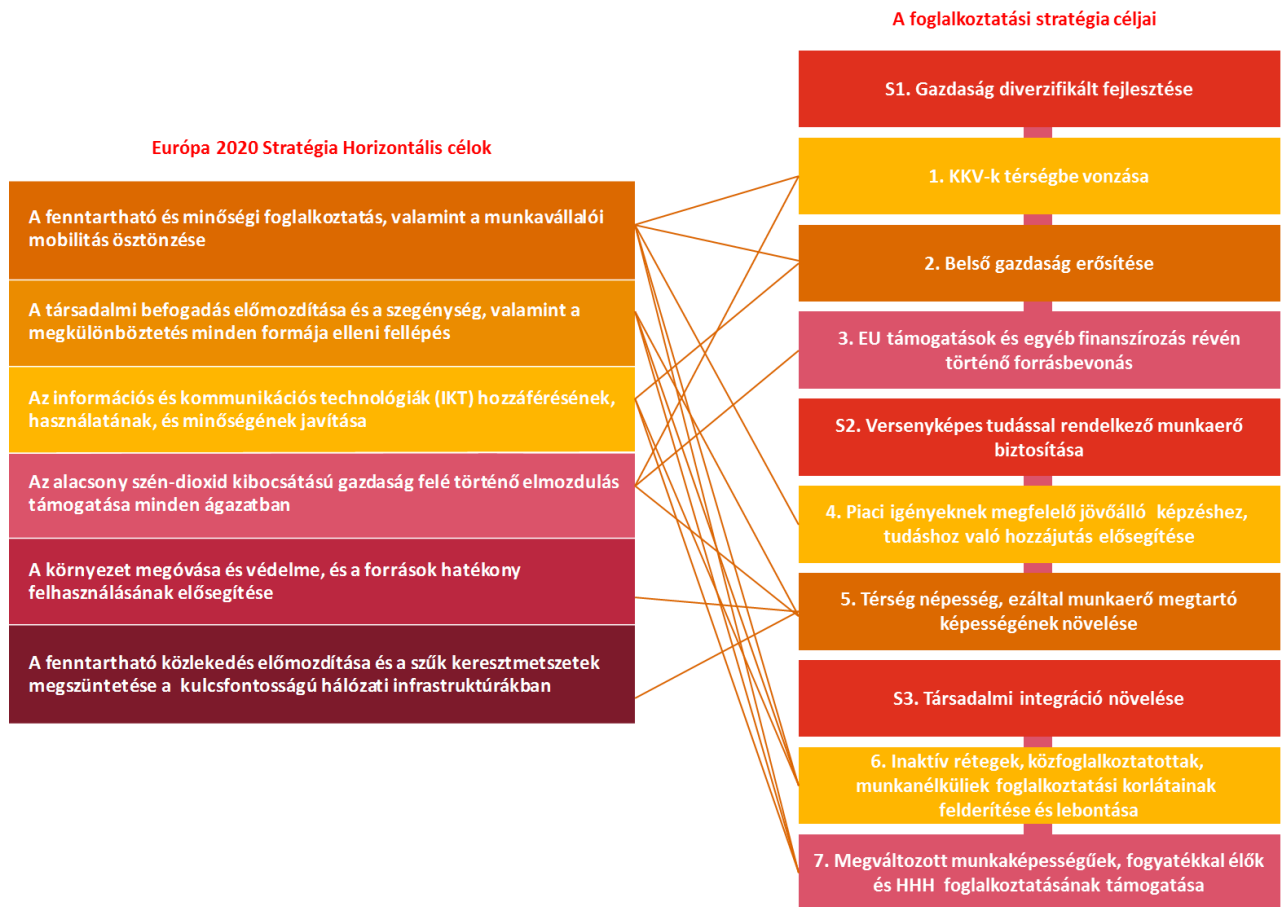 A foglalkoztatási stratégia céljai
Európa 2020 Stratégia Horizontális célok
A fenntartható és minőségi foglalkoztatás, valamint a munkavállalói
mobilitás ösztönzése
A társadalmi befogadás előmozdítása és a szegénység, valamint a
megkülönböztetés minden formája elleni fellépés
Az információs és kommunikációs technológiák (IKT) hozzáférésének,
használatának, és minőségének javítása
Az alacsony szén-dioxid kibocsátású gazdaság felé történő elmozdulás
támogatása minden ágazatban
A környezet megóvása és védelme, és a források hatékony
felhasználásának elősegítése
A fenntartható közlekedés előmozdítása és a szűk keresztmetszetek
megszüntetése a kulcsfontosságú hálózati infrastruktúrákban
S1. Gazdaság diverzifikált fejlesztése
1. KKV-k térségbe vonzása
2. Belső gazdaság erősítése
3. EU támogatások és egyéb finanszírozás révén
történő forrásbevonás
S2. Versenyképes tudással rendelkező munkaerő
biztosítása
4. Piaci igényeknek megfelelő jövőálló képzéshez,
tudáshoz való hozzájutás elősegítése
5. Térség népesség, ezáltal munkaerő megtartó
képességének növelése
S3. Társadalmi integráció növelése
6. Inaktív rétegek, közfoglalkoztatottak,
munkanélküliek foglalkoztatási korlátainak
felderítése és lebontása
7. Megváltozott munkaképességűek, fogyatékkal élők
és HHH foglalkoztatásának támogatása